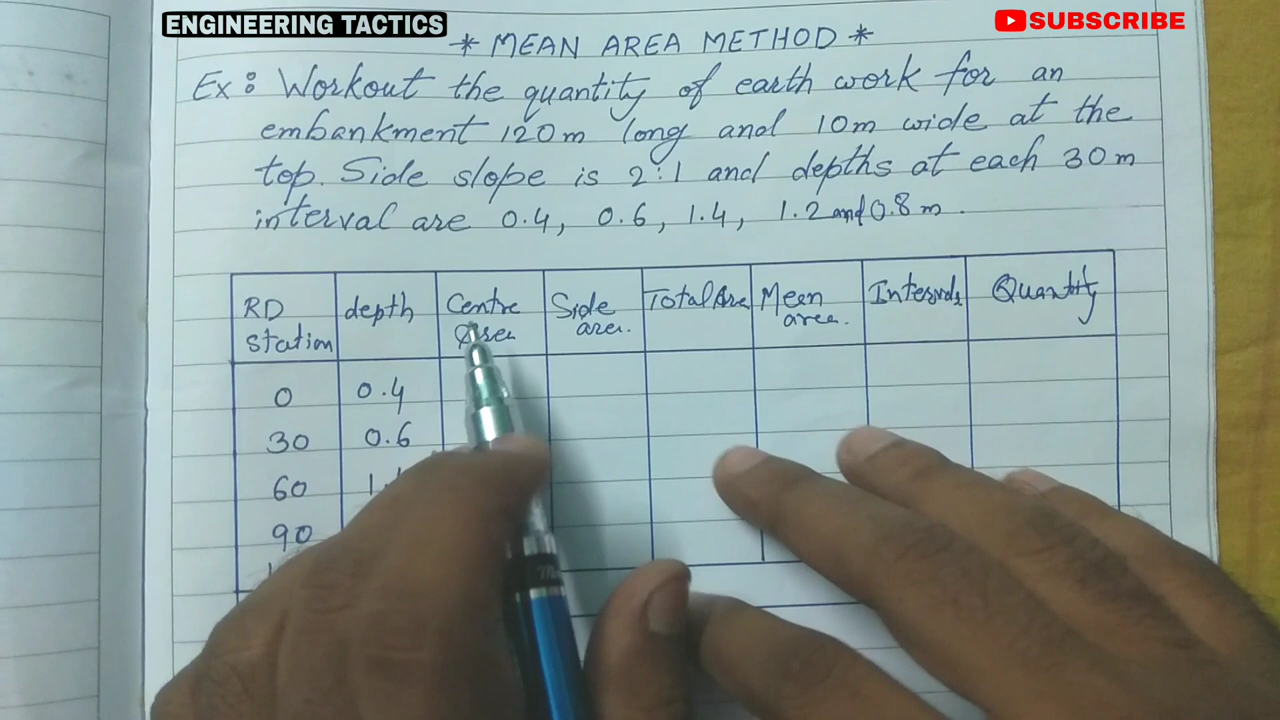 ENGINEERING TACTICS
SUBSCRIBE
* MEAN AREA METHOD *
Ex: Workout the quantity of earth work for an
embankment 120m long and 10m wide at the
top. Side slope is 2:1 and depths at each 30m
interval are 0.4, 0.6, 1.4, 1.2 and 0.8m.
RD station depth Centre Side area. Total Are Mean area. Quantity
0 0.4
30 0.6
60
90